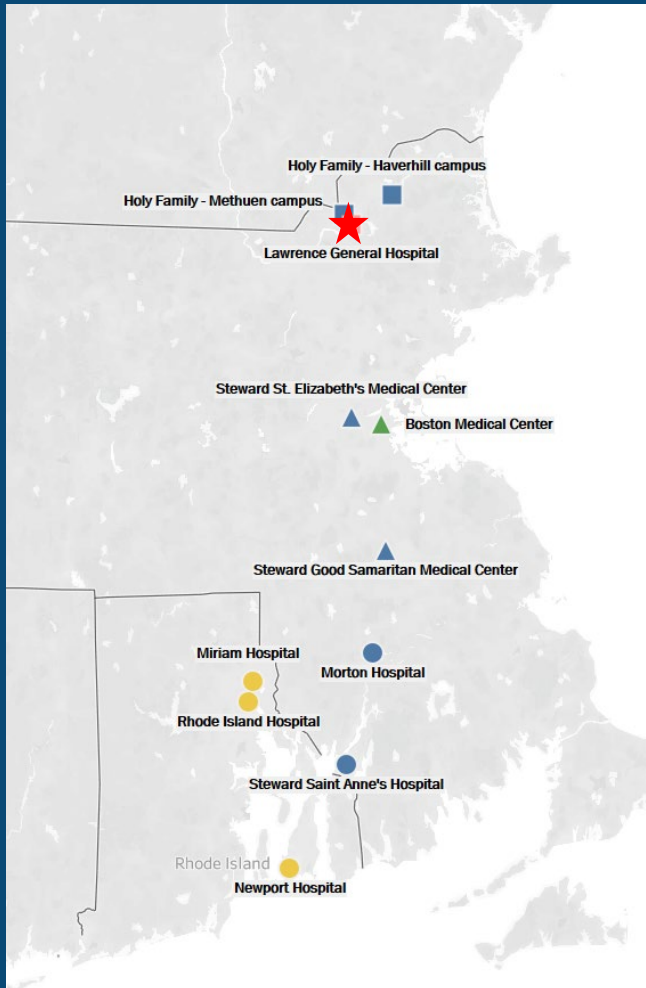 Holy Family - Haverhill campus
Holy Family - Methuen campus
Lawrence General Hospital
Steward St. Elizabeth's Medical Center
Boston Medical Center
Steward Good Samaritan Medical Center
Miriam Hospital
Morton Hospital
Rhode Island Hospital
Steward Saint Anne's Hospital
Rhode Island
Newport Hospital